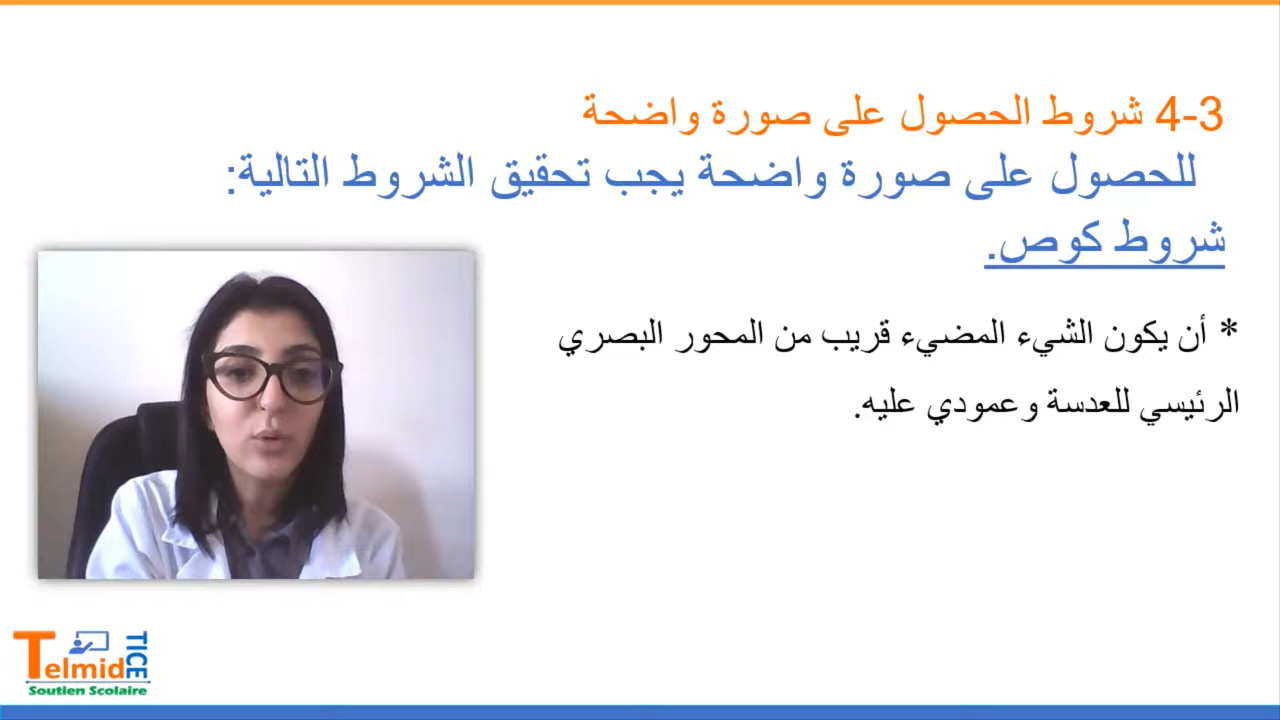 4-3 شروط الحصول على صورة واضحة
للحصول على صورة واضحة يجب تحقيق الشروط التالية:
شروط كوص.
* أن يكون الشيء المضيء قريب من المحور البصري
الرئيسي للعدسة وعمودي عليه.
Telmid TICE
Soutien Scolaire